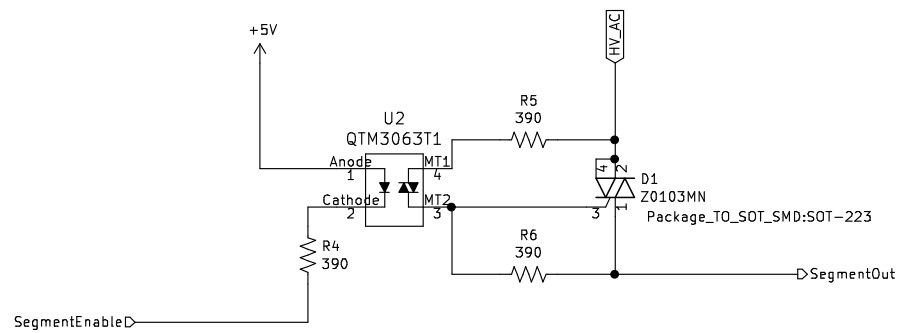 +5V
HV_AC
R5
390
U2
QTM3063T1
Anode
1
MT1
4
Cathode
2
MT2
3
4
2
D1
Z0103MN
3
1
Package_TO_SOT_SMD:SOT-223
R4
390
R6
390
SegmentOut
SegmentEnable